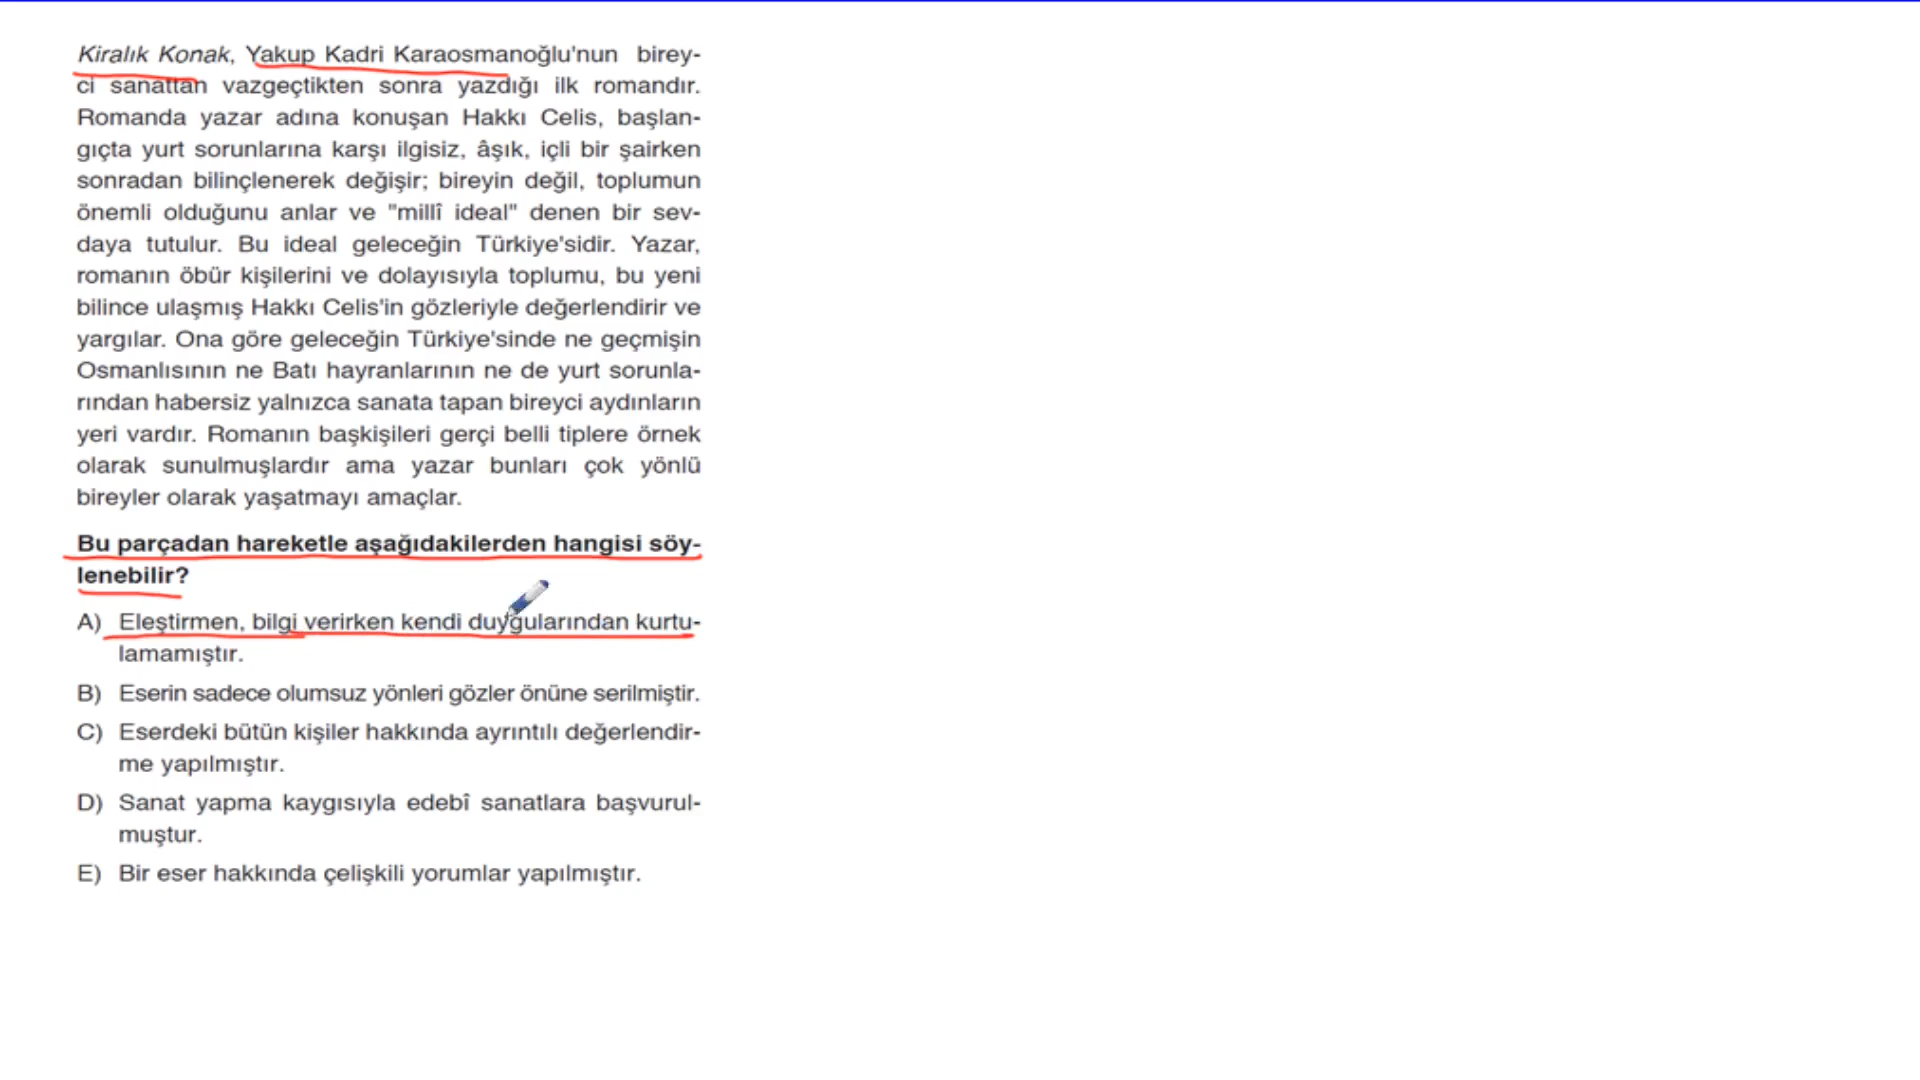 Kiralık Konak, Yakup Kadri Karaosmanoğlu'nun birey-
ci sanattan vazgeçtikten sonra yazdığı ilk romandır.
Romanda yazar adına konuşan Hakkı Celis, başlan-
gıçta yurt sorunlarına karşı ilgisiz, âşık, içli bir şairken
sonradan bilinçlenerek değişir; bireyin değil, toplumun
önemli olduğunu anlar ve "millî ideal" denen bir sev-
daya tutulur. Bu ideal geleceğin Türkiye'sidir. Yazar,
romanın öbür kişilerini ve dolayısıyla toplumu, bu yeni
bilince ulaşmış Hakkı Celis'in gözleriyle değerlendirir ve
yargılar. Ona göre geleceğin Türkiye'sinde ne geçmişin
Osmanlısının ne Batı hayranlarının ne de yurt sorunla-
rından habersiz yalnızca sanata tapan bireyci aydınların
yeri vardır. Romanın başkişileri gerçi belli tiplere örnek
olarak sunulmuşlardır ama yazar bunları çok yönlü
bireyler olarak yaşatmayı amaçlar.
Bu parçadan hareketle aşağıdakilerden hangisi söy-
lenebilir?
A) Eleştirmen, bilgi verirken kendi duygularından kurtu-
lamamıştır.
B) Eserin sadece olumsuz yönleri gözler önüne serilmiştir.
C) Eserdeki bütün kişiler hakkında ayrıntılı değerlendir-
me yapılmıştır.
D) Sanat yapma kaygısıyla edebî sanatlara başvurul-
muştur.
E) Bir eser hakkında çelişkili yorumlar yapılmıştır.